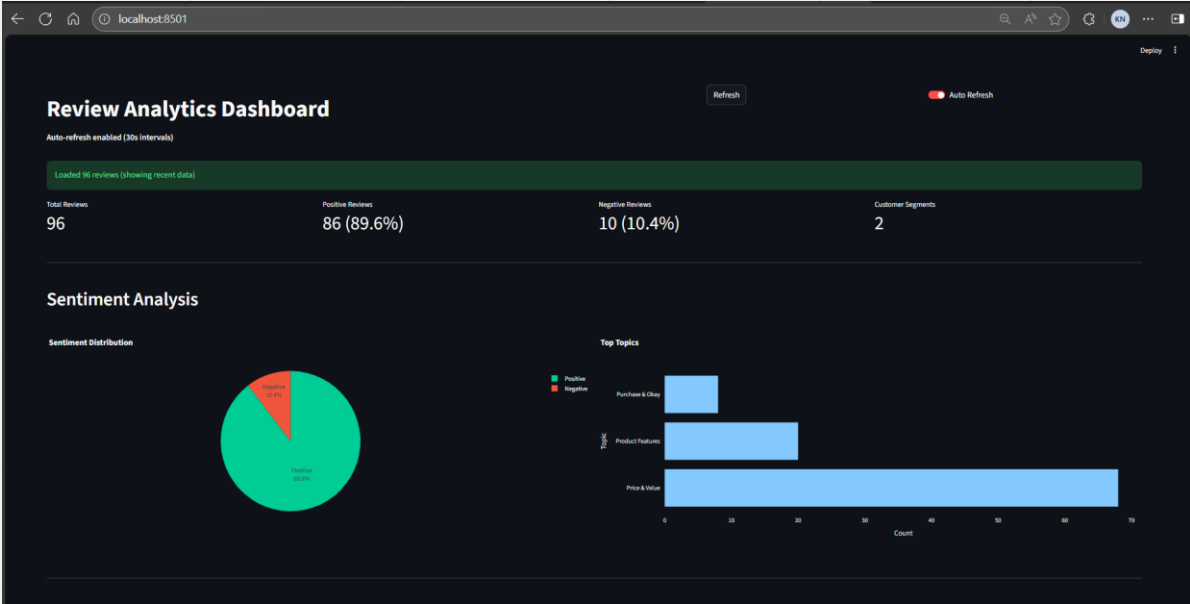 localhost:8501
KN
Deploy
Review Analytics Dashboard
Refresh
Auto Refresh
Auto-refresh enabled (30s intervals)
Loaded 96 reviews (showing recent data)
Total Reviews
96
Positive Reviews
86 (89.6%)
Negative Reviews
10 (10.4%)
Customer Segments
2
Sentiment Analysis
Sentiment Distribution
Negative
10.4%
Positive
89.6%
Positive
Negative
Top Topics
Topic
Purchase & Okay
Product Features
Price & Value
0 10 20 30 40 50 60 70
Count